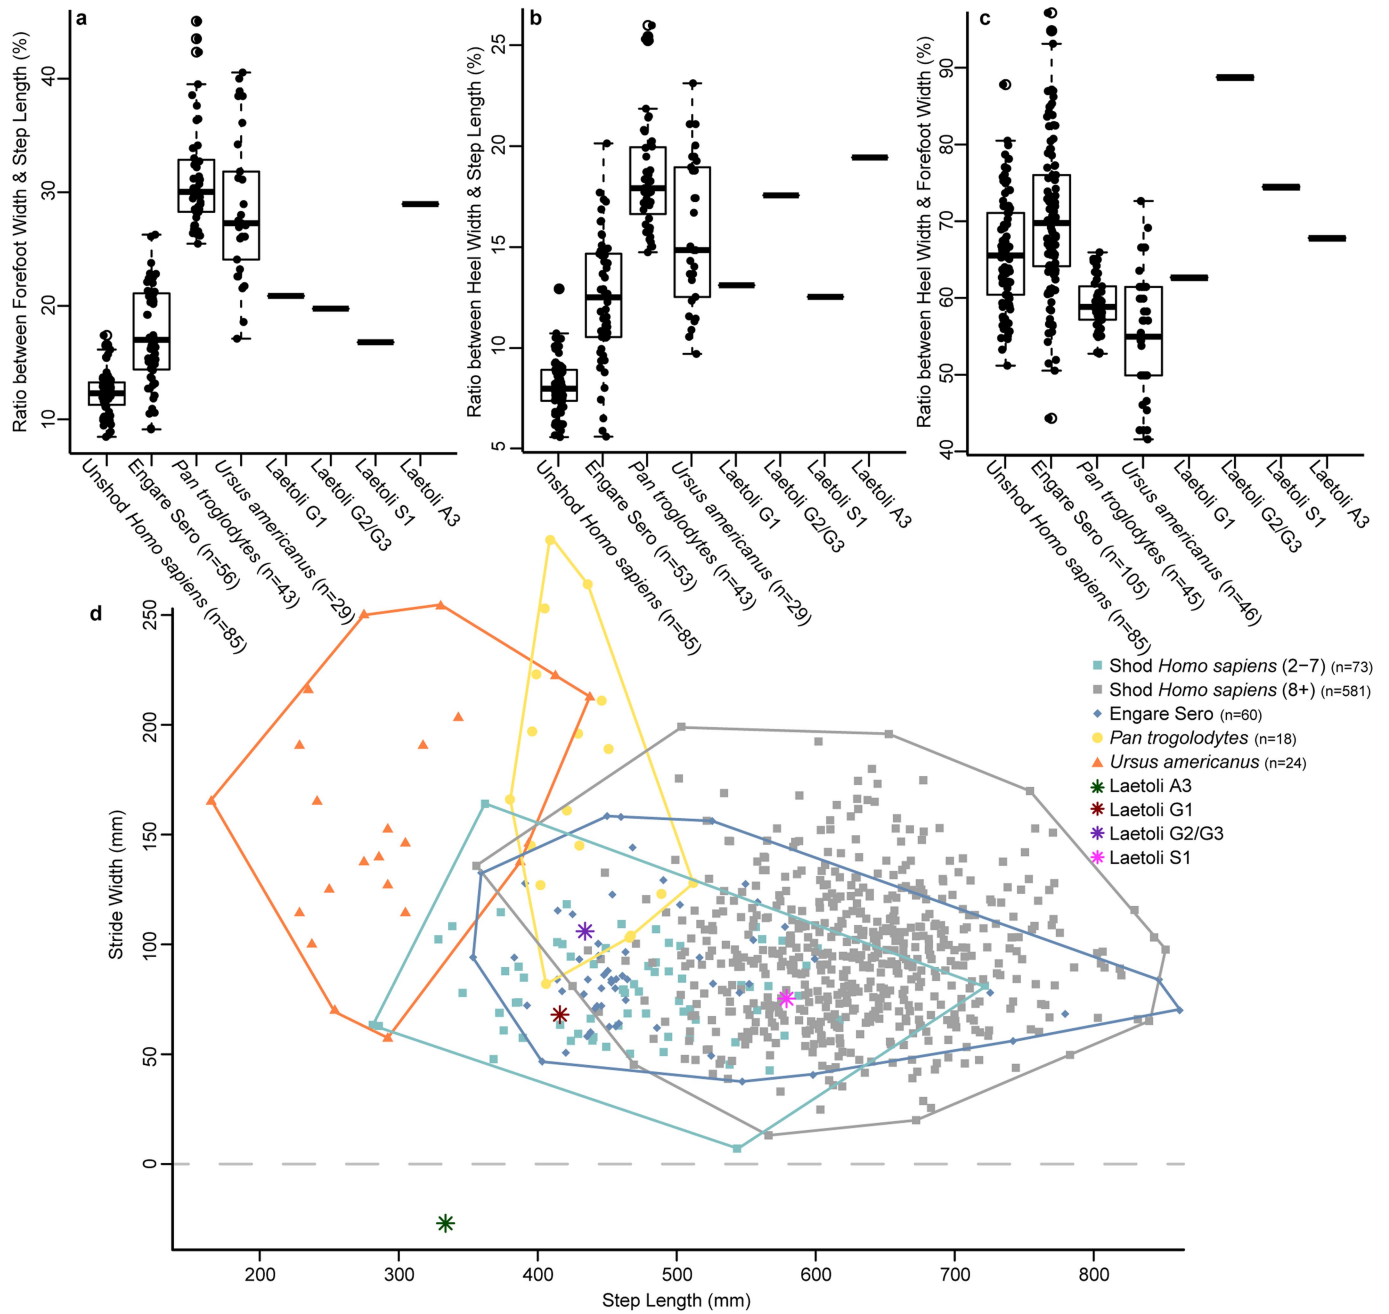 a
Ratio between Forefoot Width & Step Length (%)
10
20
30
40
Unshod Homo sapiens (n=85)
Engare Sero (n=56)
Pan troglodytes (n=43)
Ursus americanus (n=29)
Laetoli G1
Laetoli G2/G3
Laetoli S1
Laetoli A3
b
Ratio between Heel Width & Step Length (%)
5
10
15
20
25
Unshod Homo sapiens (n=85)
Engare Sero (n=53)
Pan troglodytes (n=43)
Ursus americanus (n=29)
Laetoli G1
Laetoli G2/G3
Laetoli S1
Laetoli A3
c
Ratio between Heel Width & Forefoot Width (%)
40
50
60
70
80
90
Unshod Homo sapiens (n=85)
Engare Sero (n=105)
Pan troglodytes (n=45)
Ursus americanus (n=46)
Laetoli G1
Laetoli G2/G3
Laetoli S1
Laetoli A3
d
Stride Width (mm)
0
50
100
150
200
250
Shod Homo sapiens (2−7) (n=73)
Shod Homo sapiens (8+) (n=581)
Engare Sero (n=60)
Pan trogolodytes (n=18)
Ursus americanus (n=24)
Laetoli A3
Laetoli G1
Laetoli G2/G3
Laetoli S1
200 300 400 500 600 700 800
Step Length (mm)